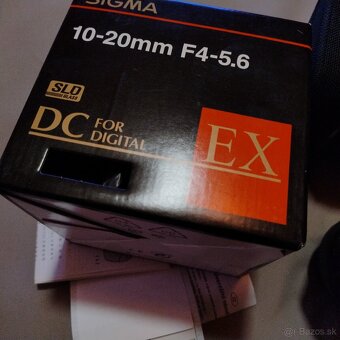 SIGMA
10-20mm F4-5.6
SLD
DC FOR DIGITAL
EX
Bazos.sk